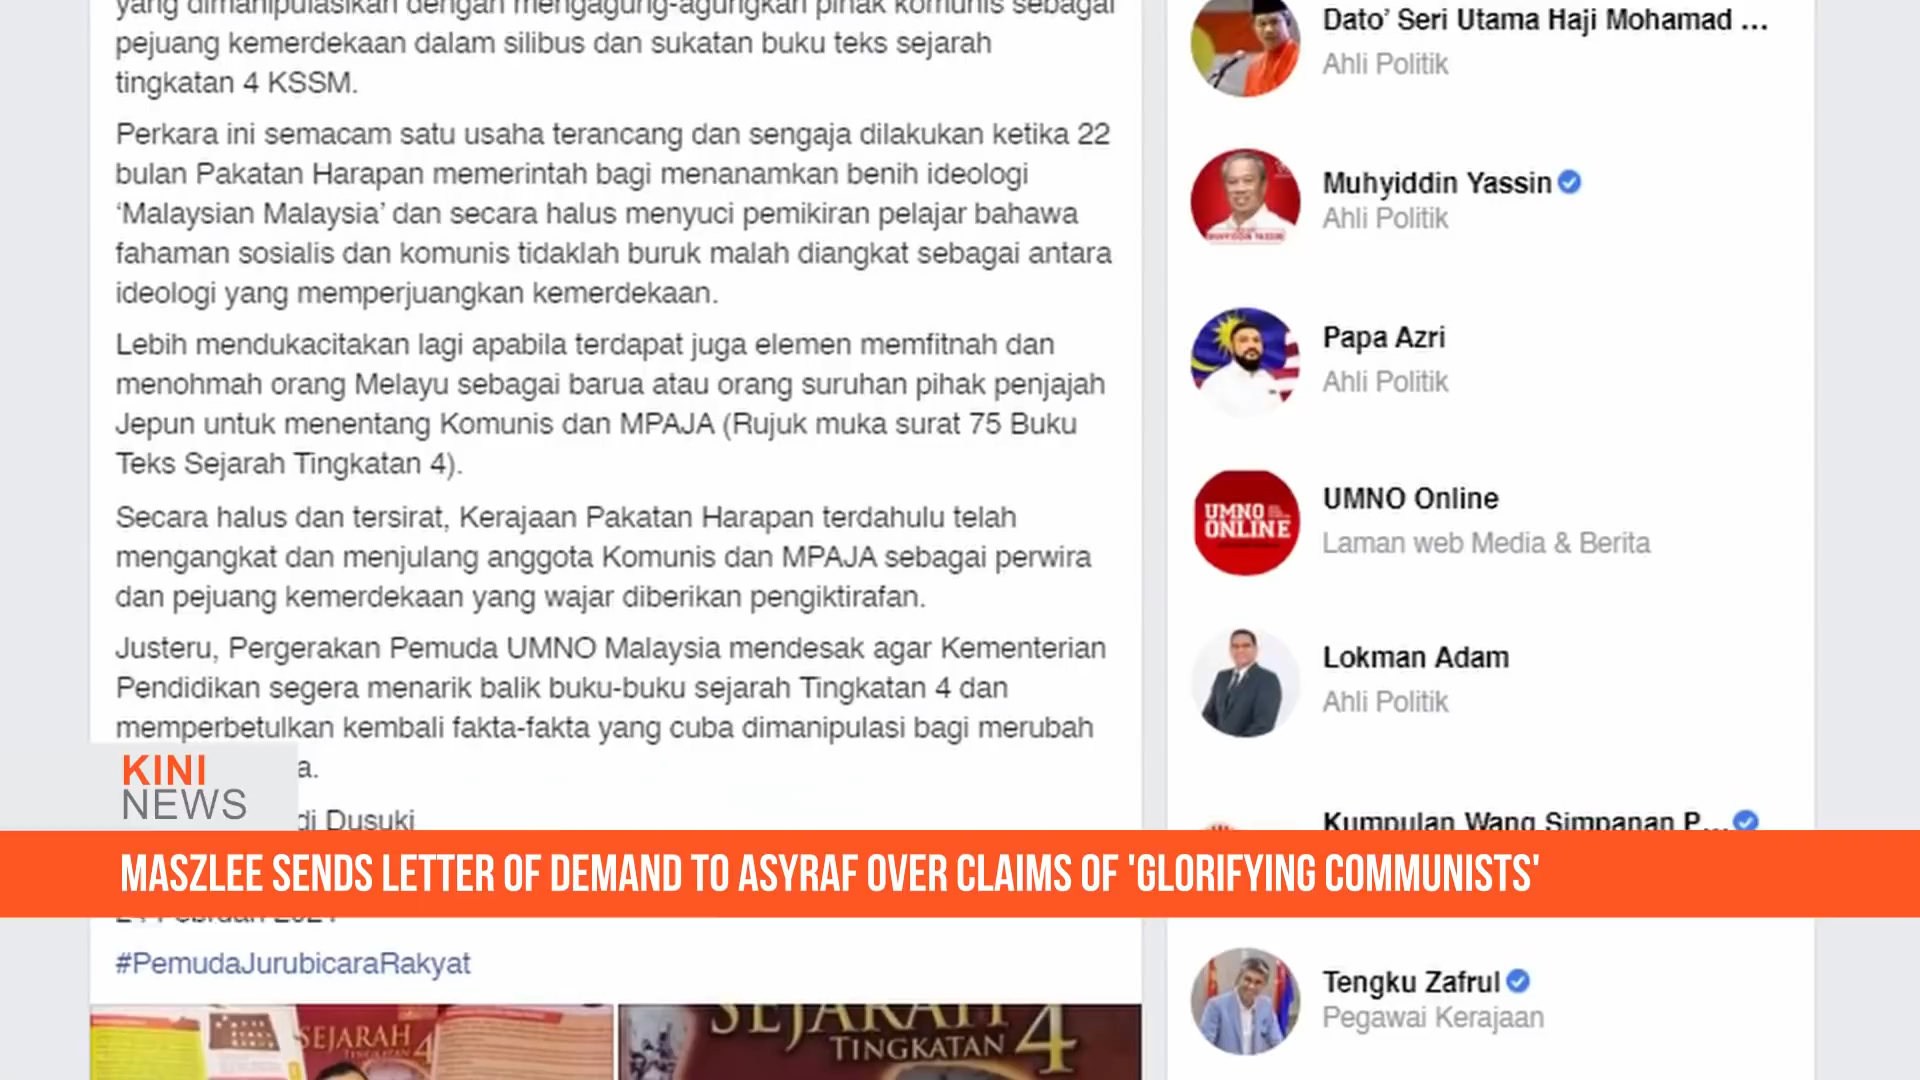 yang dimanipulasikan dengan mengagung-agungkan pihak komunis sebagai
pejuang kemerdekaan dalam silibus dan sukatan buku teks sejarah
tingkatan 4 KSSM.
Perkara ini semacam satu usaha terancang dan sengaja dilakukan ketika 22
bulan Pakatan Harapan memerintah bagi menanamkan benih ideologi
‘Malaysian Malaysia’ dan secara halus menyuci pemikiran pelajar bahawa
fahaman sosialis dan komunis tidaklah buruk malah diangkat sebagai antara
ideologi yang memperjuangkan kemerdekaan.
Lebih mendukacitakan lagi apabila terdapat juga elemen memfitnah dan
menohmah orang Melayu sebagai barua atau orang suruhan pihak penjajah
Jepun untuk menentang Komunis dan MPAJA (Rujuk muka surat 75 Buku
Teks Sejarah Tingkatan 4).
Secara halus dan tersirat, Kerajaan Pakatan Harapan terdahulu telah
mengangkat dan menjulang anggota Komunis dan MPAJA sebagai perwira
dan pejuang kemerdekaan yang wajar diberikan pengiktirafan.
Justeru, Pergerakan Pemuda UMNO Malaysia mendesak agar Kementerian
Pendidikan segera menarik balik buku-buku sejarah Tingkatan 4 dan
memperbetulkan kembali fakta-fakta yang cuba dimanipulasi bagi merubah
a.
di Dusuki
#PemudaJurubicaraRakyat
SEJARAH
TINGKATAN 4
SEJARAH
TINGKATAN 4
Dato’ Seri Utama Haji Mohamad ...
Ahli Politik
Muhyiddin Yassin
Ahli Politik
Papa Azri
Ahli Politik
UMNO Online
Laman web Media & Berita
UMNO
ONLINE
Lokman Adam
Ahli Politik
Kumpulan Wang Simpanan P...
Tengku Zafrul
Pegawai Kerajaan
KINI
NEWS
MASZLEE SENDS LETTER OF DEMAND TO ASYRAF OVER CLAIMS OF 'GLORIFYING COMMUNISTS'